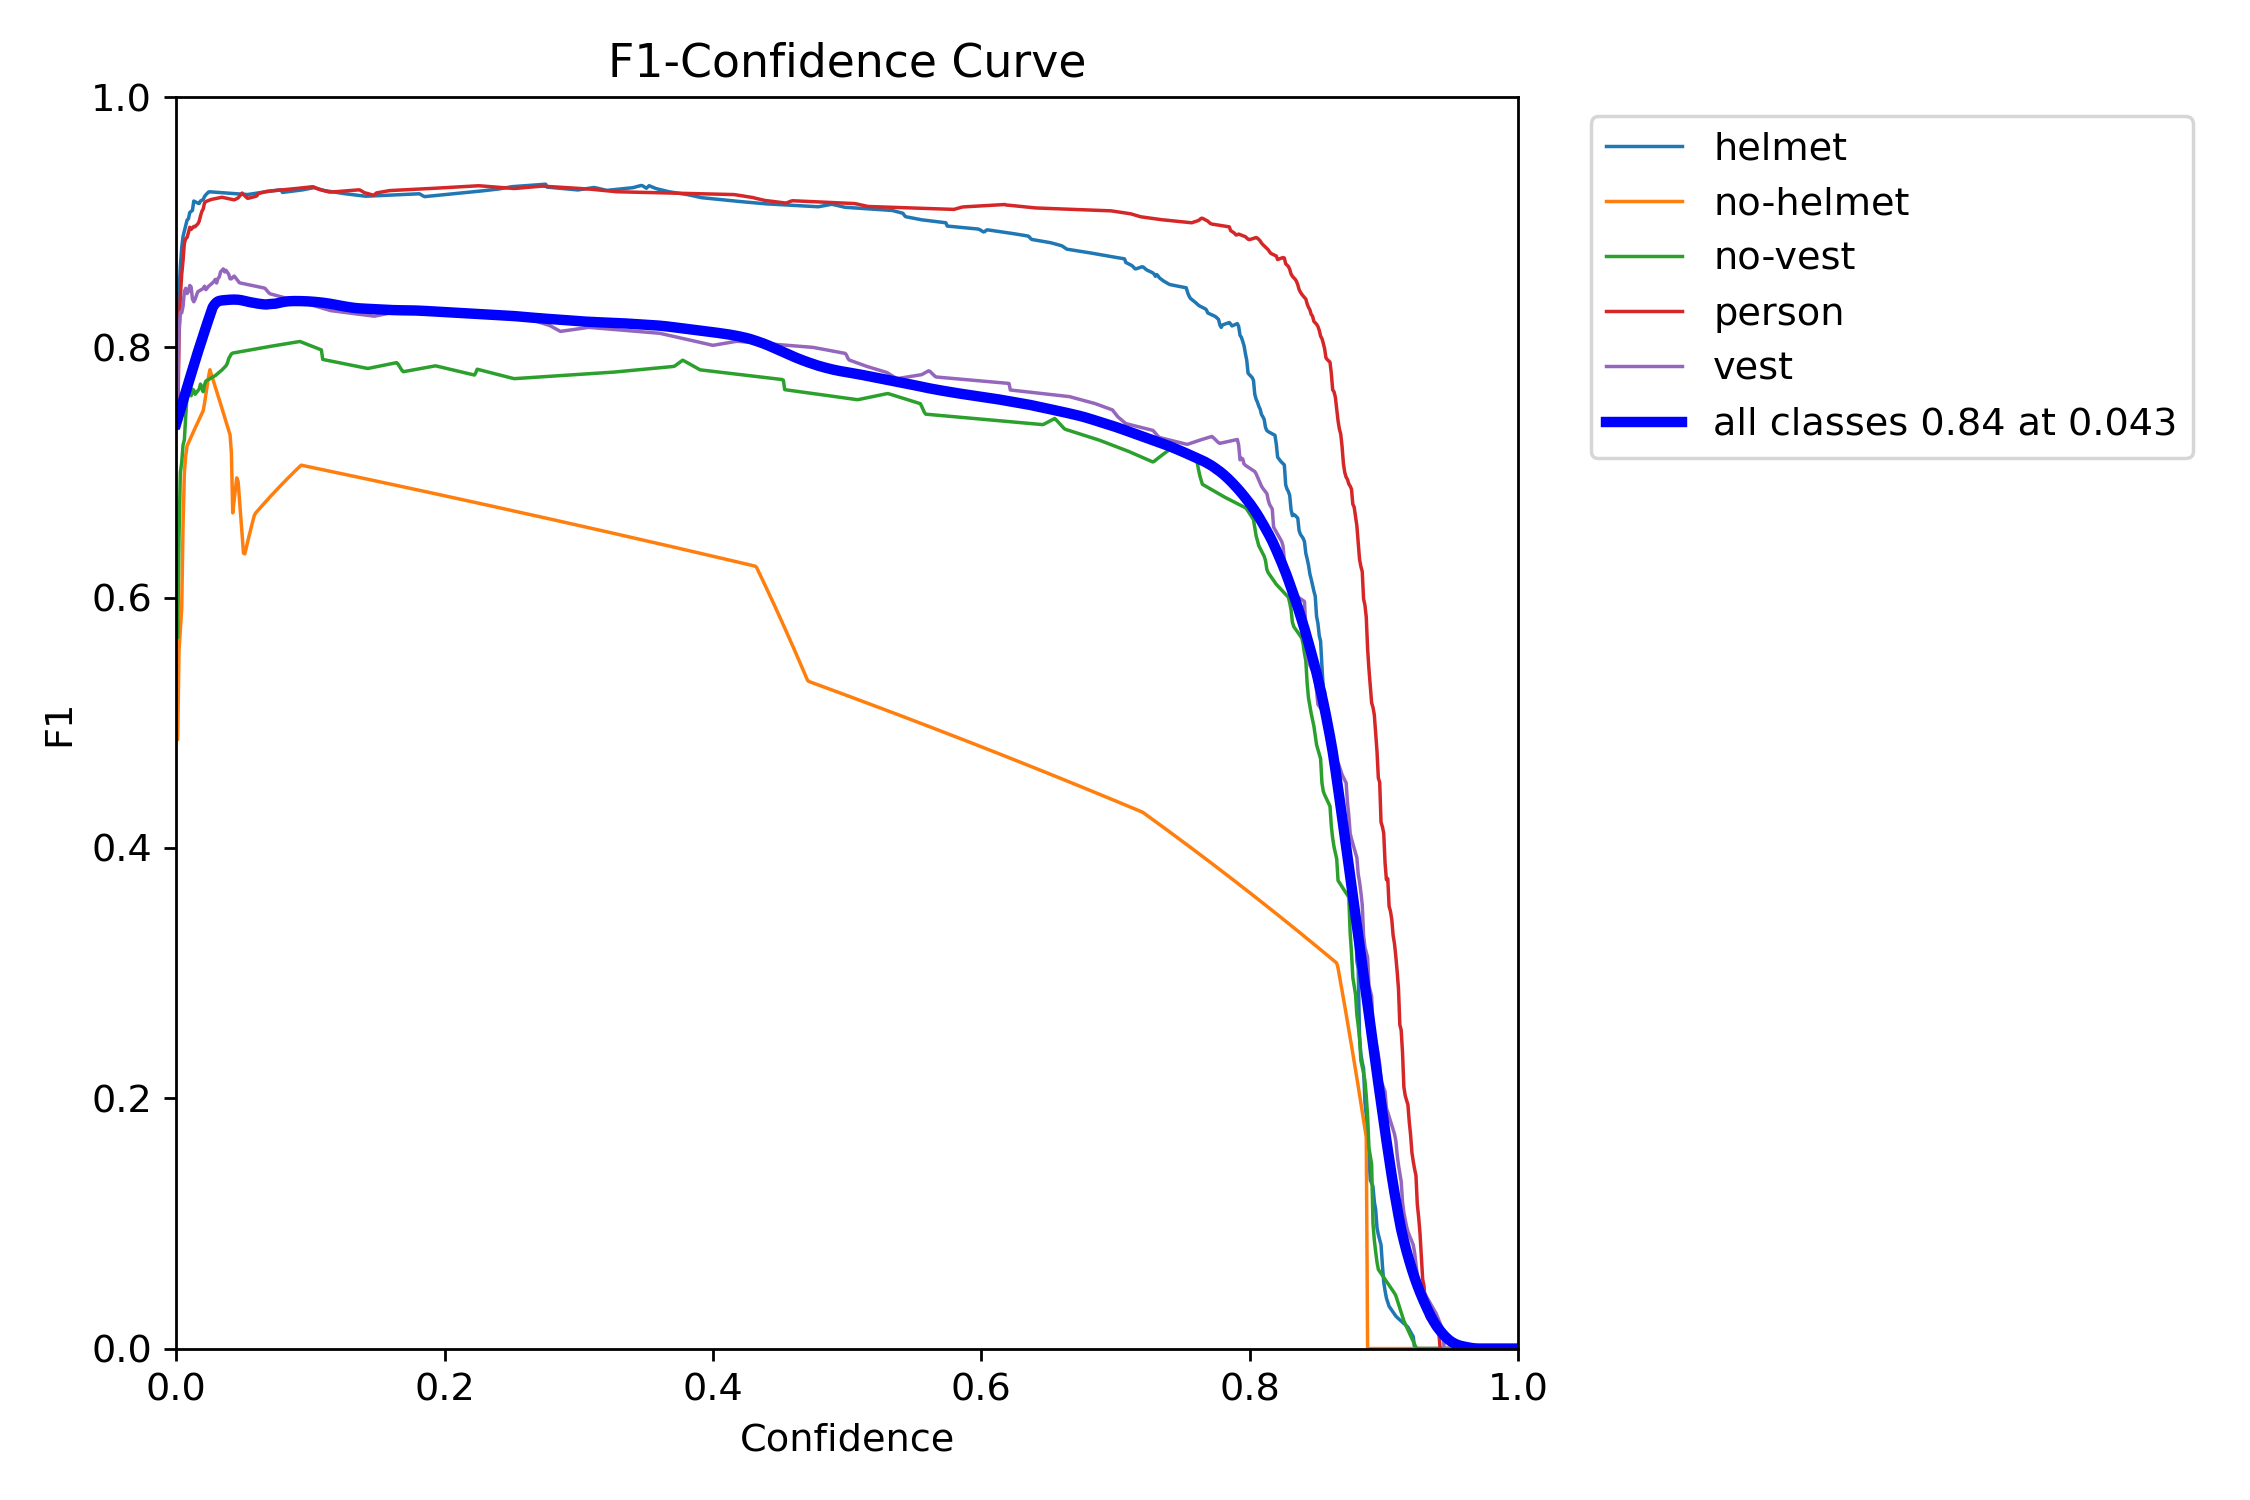 F1-Confidence Curve
1.0
0.8
0.6
0.4
0.2
0.0
F1
0.0 0.2 0.4 0.6 0.8 1.0
Confidence
helmet
no-helmet
no-vest
person
vest
all classes 0.84 at 0.043